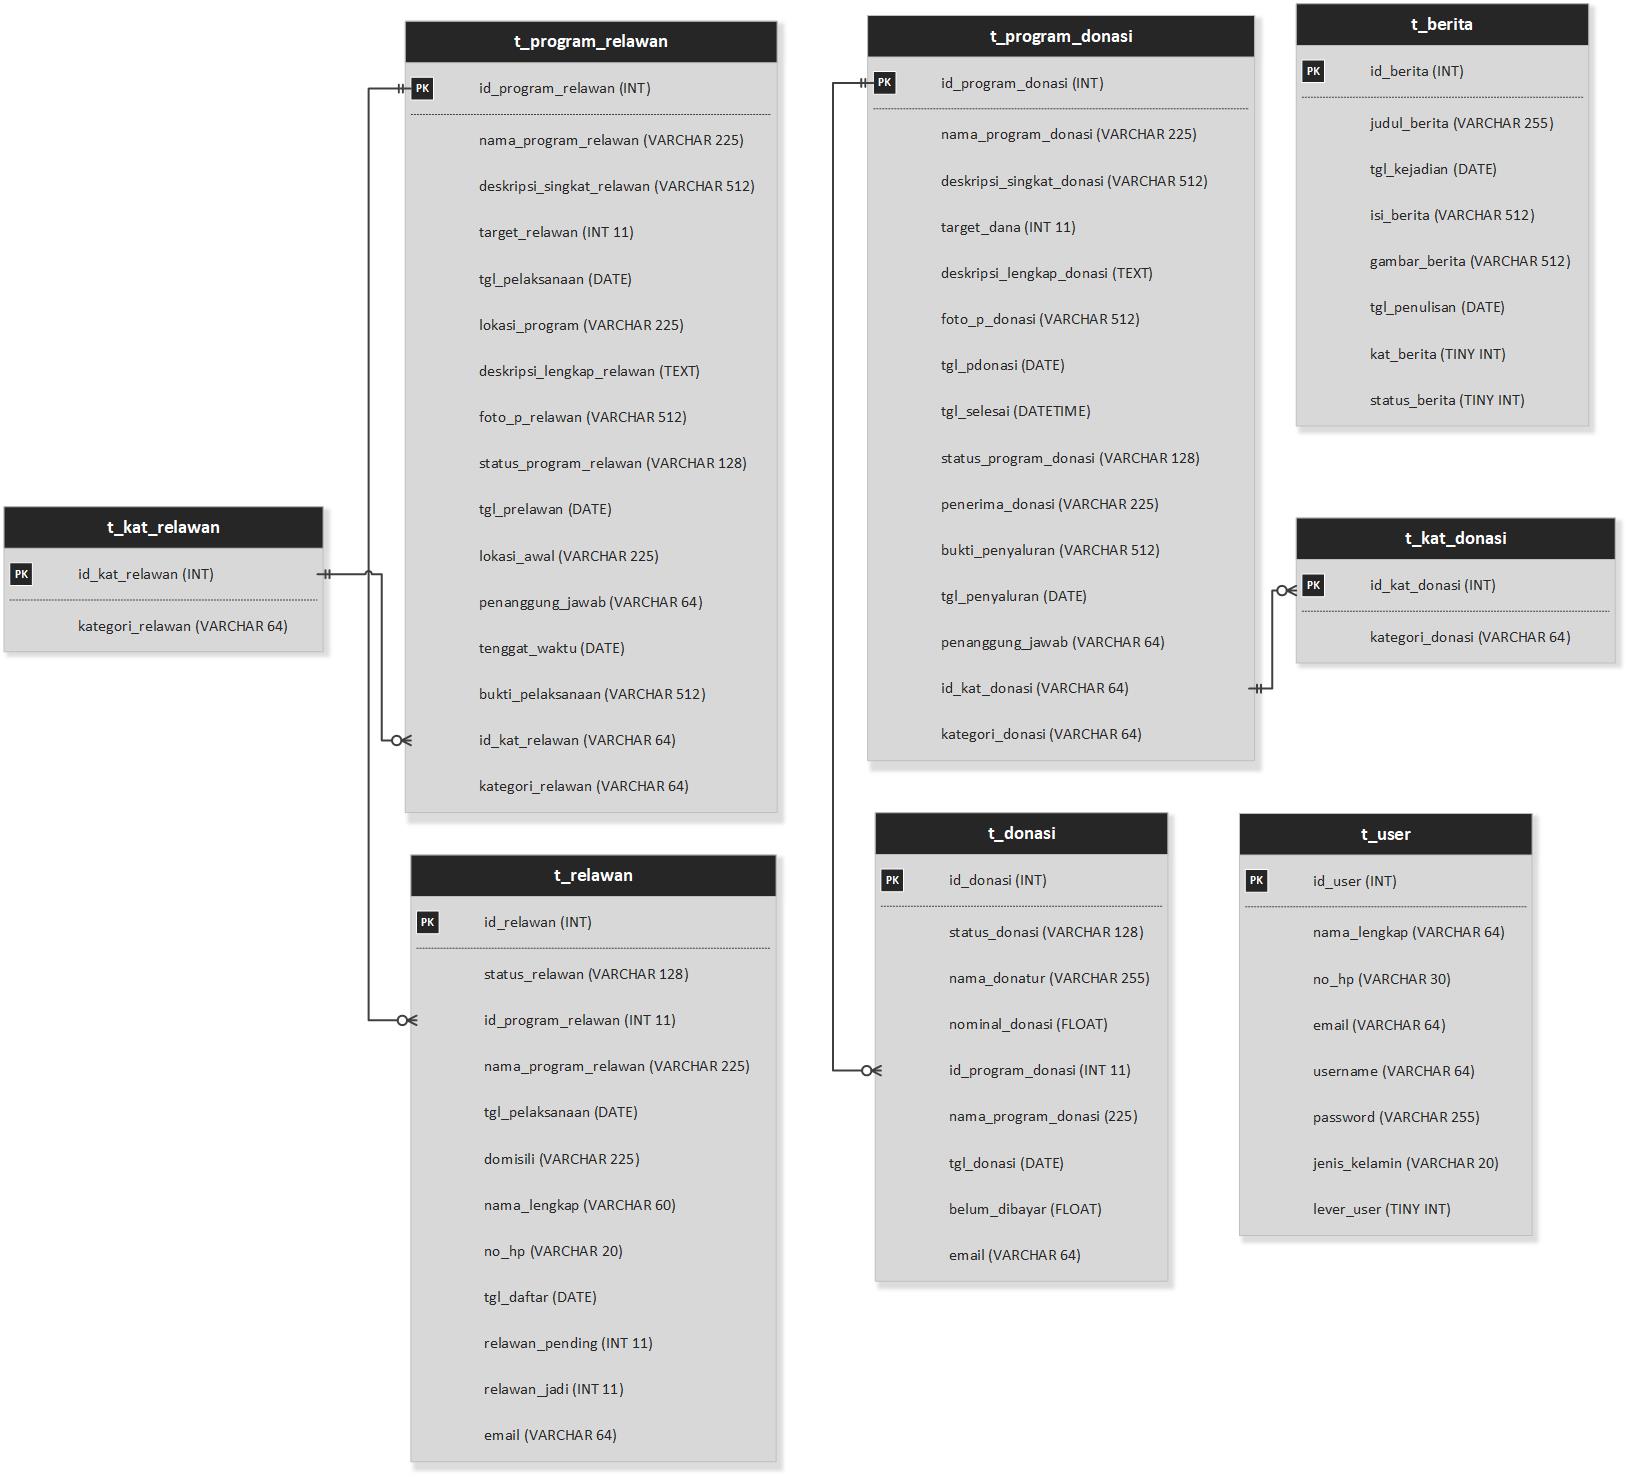 t_program_relawan
PK id_program_relawan (INT)
nama_program_relawan (VARCHAR 225)
deskripsi_singkat_relawan (VARCHAR 512)
target_relawan (INT 11)
tgl_pelaksanaan (DATE)
lokasi_program (VARCHAR 225)
deskripsi_lengkap_relawan (TEXT)
foto_p_relawan (VARCHAR 512)
status_program_relawan (VARCHAR 128)
tgl_prelawan (DATE)
lokasi_awal (VARCHAR 225)
penanggung_jawab (VARCHAR 64)
tenggat_waktu (DATE)
bukti_pelaksanaan (VARCHAR 512)
id_kat_relawan (VARCHAR 64)
kategori_relawan (VARCHAR 64)
t_program_donasi
PK id_program_donasi (INT)
nama_program_donasi (VARCHAR 225)
deskripsi_singkat_donasi (VARCHAR 512)
target_dana (INT 11)
deskripsi_lengkap_donasi (TEXT)
foto_p_donasi (VARCHAR 512)
tgl_pdonasi (DATE)
tgl_selesai (DATETIME)
status_program_donasi (VARCHAR 128)
penerima_donasi (VARCHAR 225)
bukti_penyaluran (VARCHAR 512)
tgl_penyaluran (DATE)
penanggung_jawab (VARCHAR 64)
id_kat_donasi (VARCHAR 64)
kategori_donasi (VARCHAR 64)
t_berita
PK id_berita (INT)
judul_berita (VARCHAR 255)
tgl_kejadian (DATE)
isi_berita (VARCHAR 512)
gambar_berita (VARCHAR 512)
tgl_penulisan (DATE)
kat_berita (TINY INT)
status_berita (TINY INT)
t_kat_relawan
PK id_kat_relawan (INT)
kategori_relawan (VARCHAR 64)
t_kat_donasi
PK id_kat_donasi (INT)
kategori_donasi (VARCHAR 64)
t_relawan
PK id_relawan (INT)
status_relawan (VARCHAR 128)
id_program_relawan (INT 11)
nama_program_relawan (VARCHAR 225)
tgl_pelaksanaan (DATE)
domisili (VARCHAR 225)
nama_lengkap (VARCHAR 60)
no_hp (VARCHAR 20)
tgl_daftar (DATE)
relawan_pending (INT 11)
relawan_jadi (INT 11)
email (VARCHAR 64)
t_donasi
PK id_donasi (INT)
status_donasi (VARCHAR 128)
nama_donatur (VARCHAR 255)
nominal_donasi (FLOAT)
id_program_donasi (INT 11)
nama_program_donasi (225)
tgl_donasi (DATE)
belum_dibayar (FLOAT)
email (VARCHAR 64)
t_user
PK id_user (INT)
nama_lengkap (VARCHAR 64)
no_hp (VARCHAR 30)
email (VARCHAR 64)
username (VARCHAR 64)
password (VARCHAR 255)
jenis_kelamin (VARCHAR 20)
lever_user (TINY INT)